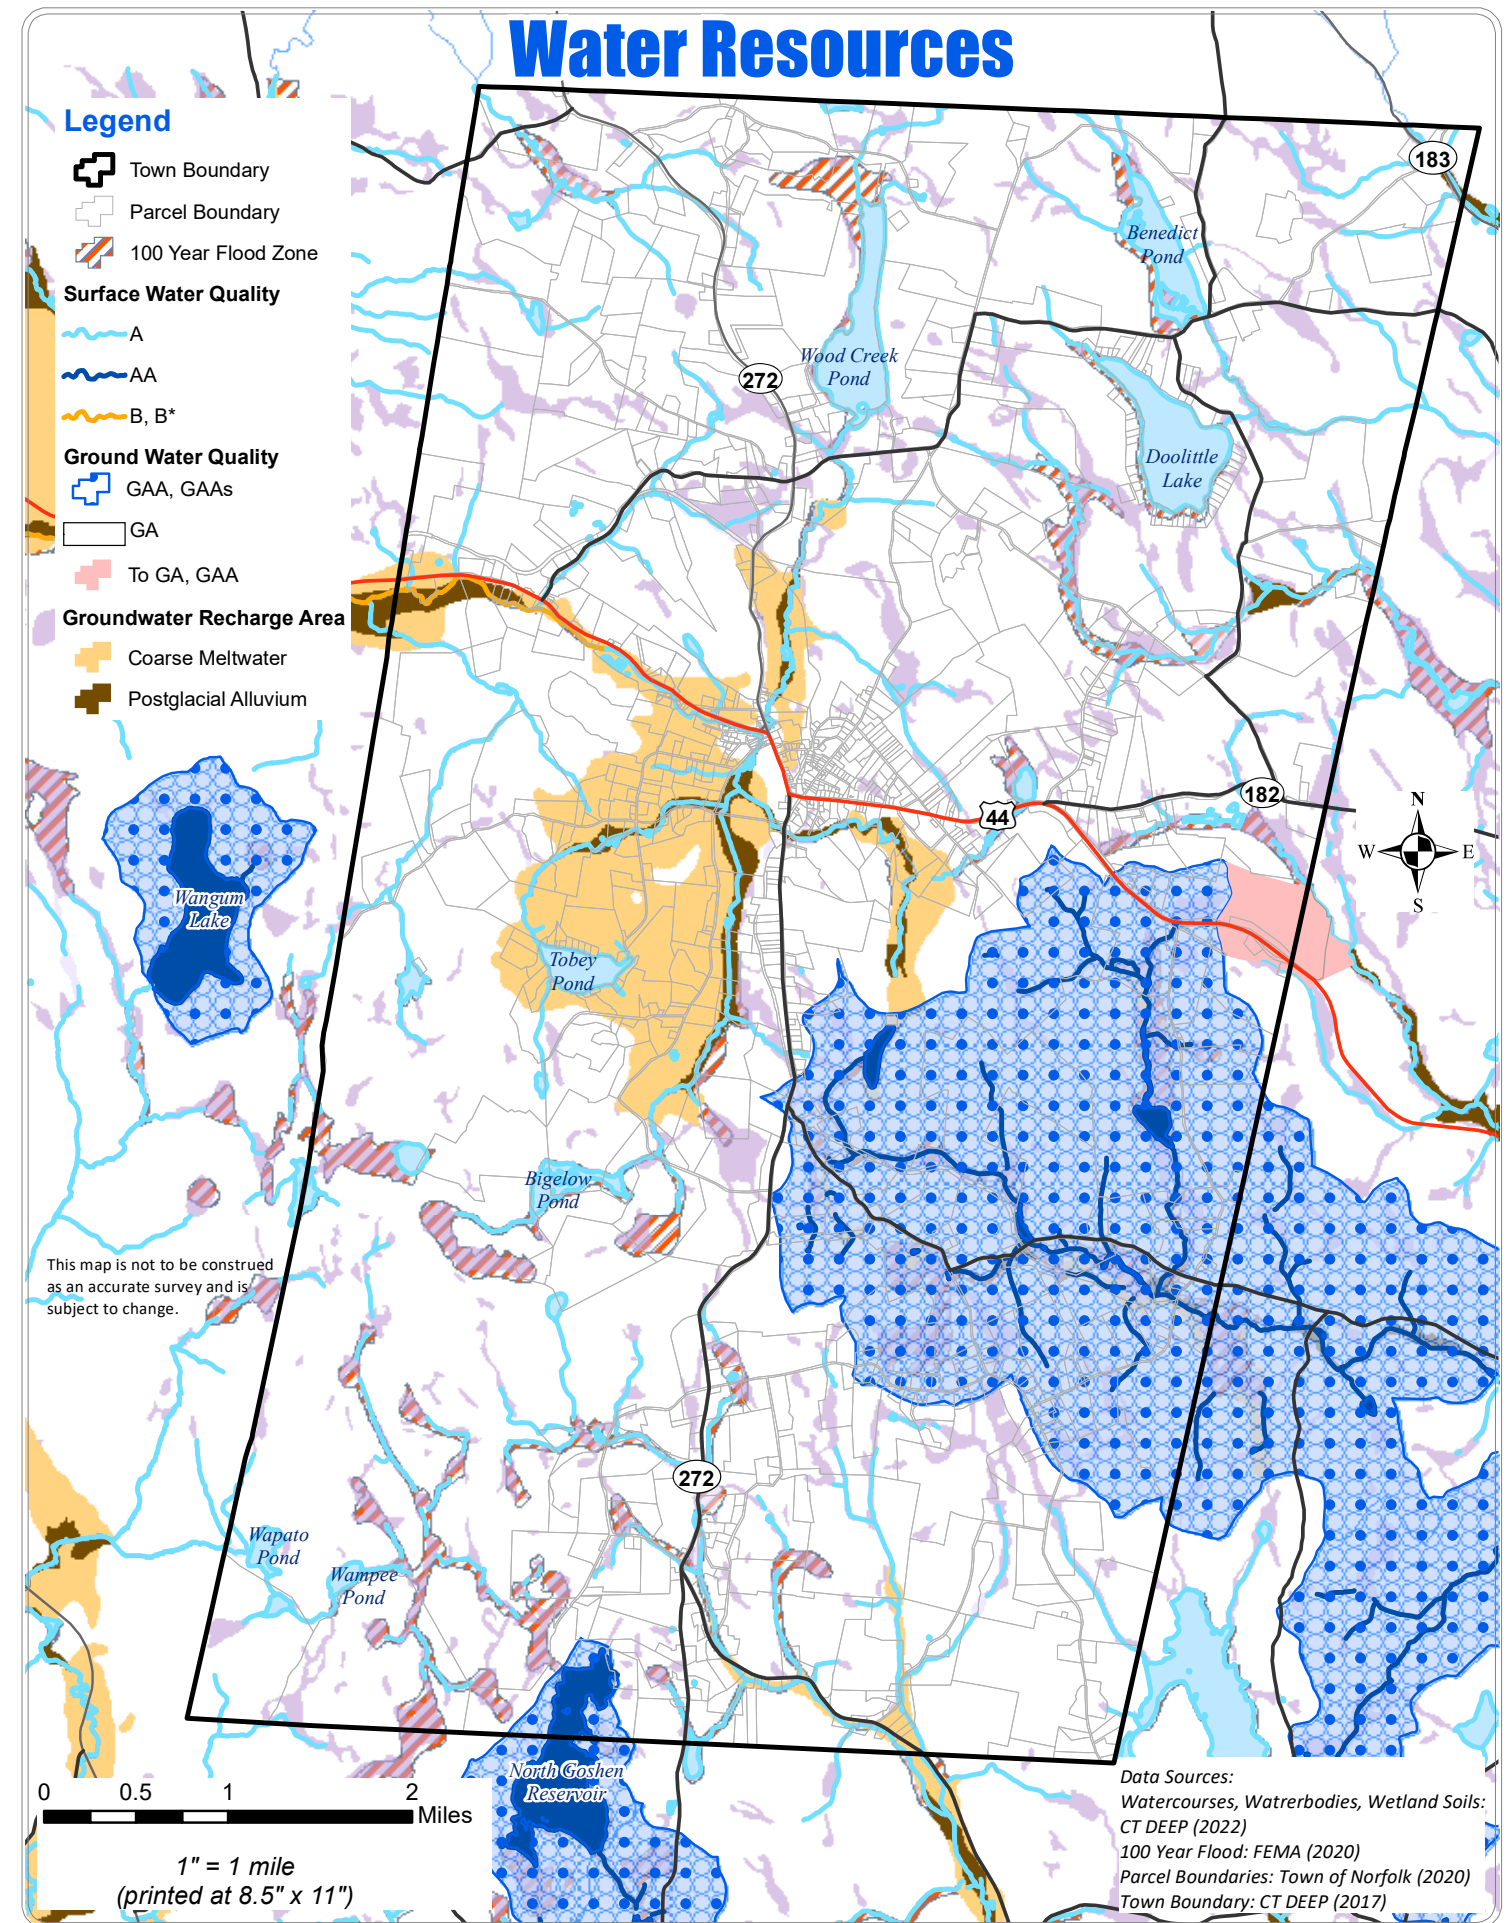 Water Resources
Legend
Town Boundary
Parcel Boundary
100 Year Flood Zone
Surface Water Quality
A
AA
B, B*
Ground Water Quality
GAA, GAAs
GA
To GA, GAA
Groundwater Recharge Area
Coarse Meltwater
Postglacial Alluvium
183
Benedict
Pond
Wood Creek
Pond
272
Doolittle
Lake
182
44
N
W E
S
Wangum
Lake
Tobey
Pond
Bigelow
Pond
This map is not to be construed
as an accurate survey and is
subject to change.
272
Wapato
Pond
Wampee
Pond
North Goshen
Reservoir
0 0.5 1 2
Miles
1" = 1 mile
(printed at 8.5" x 11")
Data Sources:
Watercourses, Watrerbodies, Wetland Soils:
CT DEEP (2022)
100 Year Flood: FEMA (2020)
Parcel Boundaries: Town of Norfolk (2020)
Town Boundary: CT DEEP (2017)